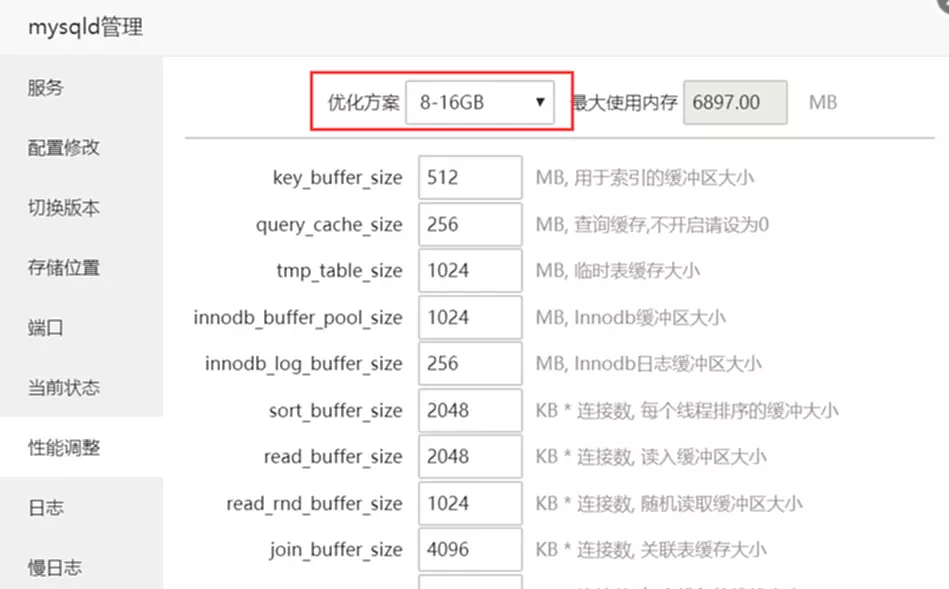 mysqld管理
服务
配置修改
切换版本
存储位置
端口
当前状态
性能调整
日志
慢日志
优化方案 8-16GB ▼ 最大使用内存 6897.00 MB
key_buffer_size 512 MB, 用于索引的缓冲区大小
query_cache_size 256 MB, 查询缓存,不开启请设为0
tmp_table_size 1024 MB, 临时表缓存大小
innodb_buffer_pool_size 1024 MB, Innodb缓冲区大小
innodb_log_buffer_size 256 MB, Innodb日志缓冲区大小
sort_buffer_size 2048 KB * 连接数, 每个线程排序的缓冲大小
read_buffer_size 2048 KB * 连接数, 读入缓冲区大小
read_rnd_buffer_size 1024 KB * 连接数, 随机读取缓冲区大小
join_buffer_size 4096 KB * 连接数, 关联表缓存大小